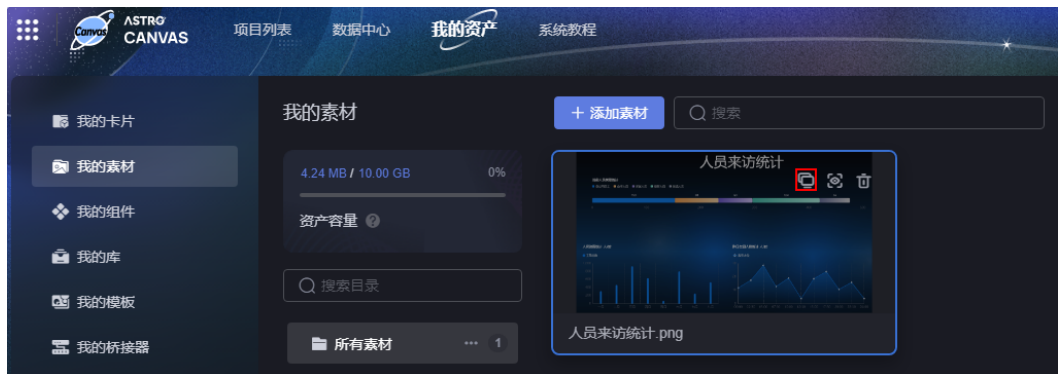 Canvas
ASTRO
CANVAS
项目列表
数据中心
我的资产
系统教程
我的卡片
我的素材
我的组件
我的库
我的模板
我的桥接器
我的素材
+ 添加素材
搜索
4.24 MB / 10.00 GB
0%
资产容量
搜索目录
所有素材
1
人员来访统计
人员来访统计.png